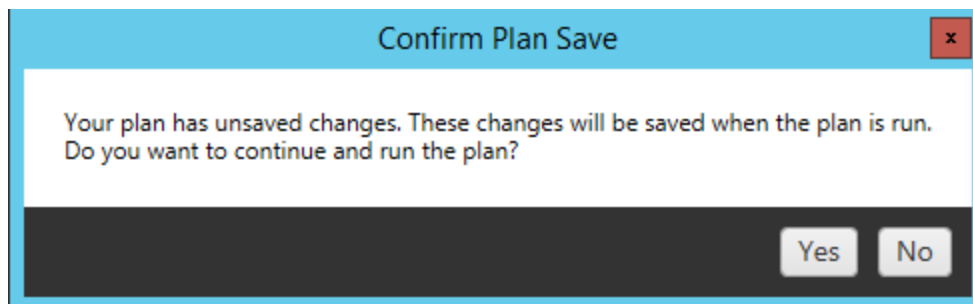 Confirm Plan Save
x
Your plan has unsaved changes. These changes will be saved when the plan is run.
Do you want to continue and run the plan?
Yes No